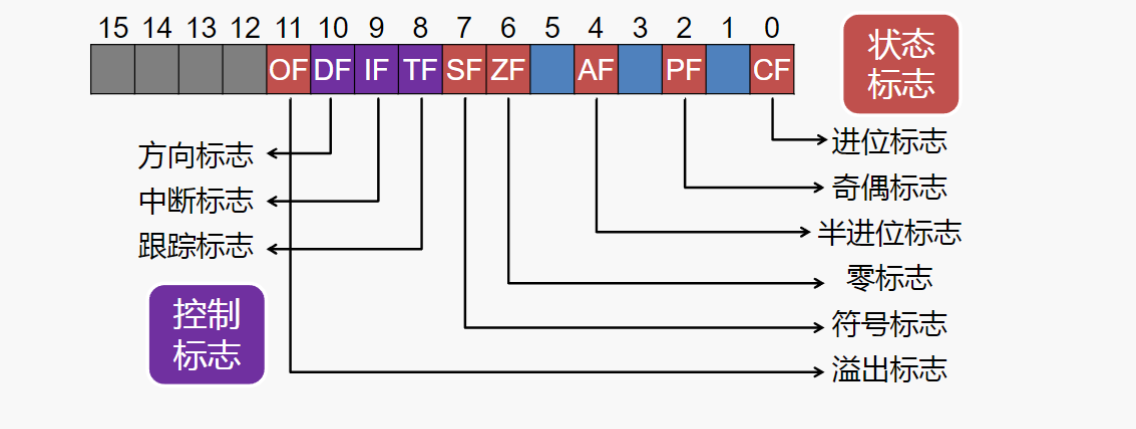 15 14 13 12 11 10 9 8 7 6 5 4 3 2 1 0
OF DF IF TF SF ZF AF PF CF
状态
标志
进位标志
奇偶标志
半进位标志
零标志
符号标志
溢出标志
方向标志
中断标志
跟踪标志
控制
标志